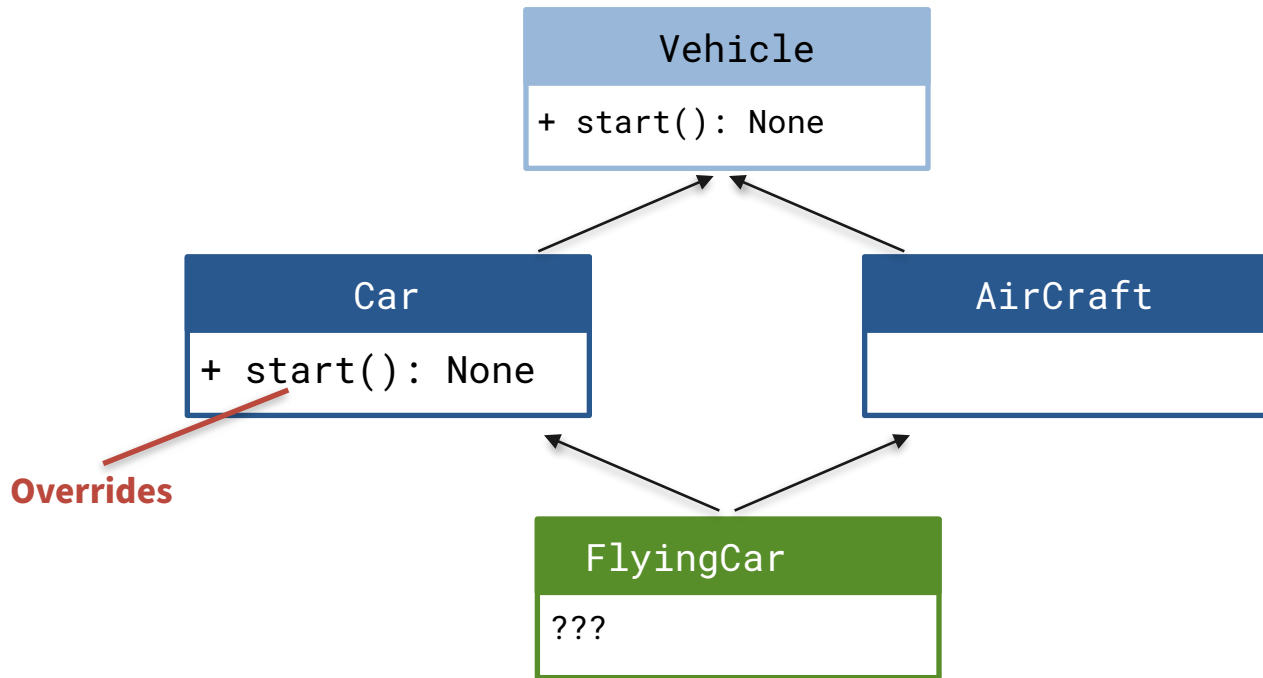 Vehicle
+ start(): None
Car
AirCraft
+ start(): None
Overrides
FlyingCar
???